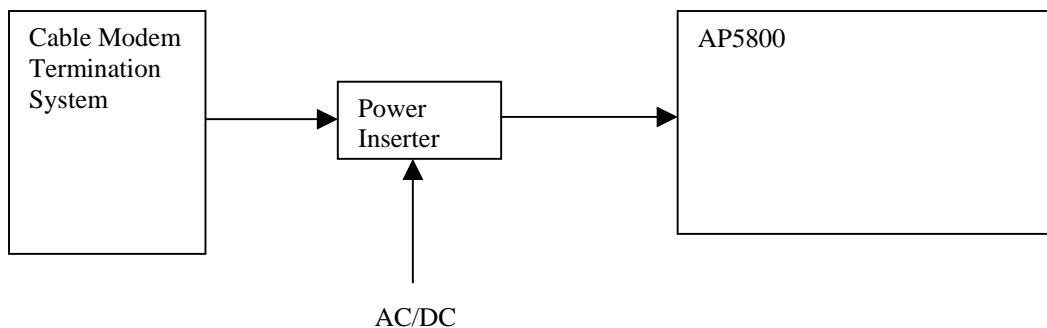 Cable Modem
Termination
System
Power
Inserter
AP5800
AC/DC